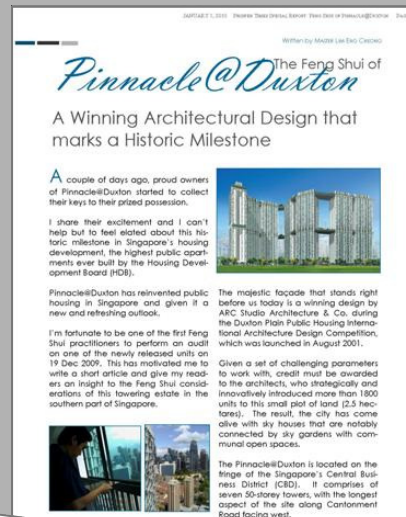 JANUARY 1, 2010 PROPER TIMES SPECIAL REPORT: FENG SHUI OF PINNACLE@DUXTON
Written by MASTER LIM ENG CHEONG
The Feng Shui of
Pinnacle@Duxton
A Winning Architectural Design that
marks a Historic Milestone
A couple of days ago, proud owners
of Pinnacle@Duxton started to collect
their keys to their prized possession.
I share their excitement and I can't
help but to feel elated about this his-
toric milestone in Singapore's housing
development, the highest public apart-
ments ever built by the Housing Devel-
opment Board (HDB).
Pinnacle@Duxton has reinvented public
housing in Singapore and given it a
new and refreshing outlook.
I'm fortunate to be one of the first Feng
Shui practitioners to perform an audit
on one of the newly released units on
19 Dec 2009. This has motivated me to
write a short article and give my read-
ers an insight to the Feng Shui consid-
erations of this towering estate in the
southern part of Singapore.
The majestic façade that stands right
before us today is a winning design by
ARC Studio Architecture & Co. during
the Duxton Plain Public Housing Interna-
tional Architecture Design Competition,
which was launched in August 2001.
Given a set of challenging parameters
to work with, credit must be awarded
to the architects, who strategically and
innovatively introduced more than 1800
units to this small plot of land (2.5 hec-
tares). The result, the city has come
alive with sky houses that are notably
connected by sky gardens with com-
munal open spaces.
The Pinnacle@Duxton is located on the
fringe of the Singapore's Central Busi-
ness District (CBD). It comprises of
seven 50-storey towers, with the longest
aspect of the site along Cantonment
Road facing west.